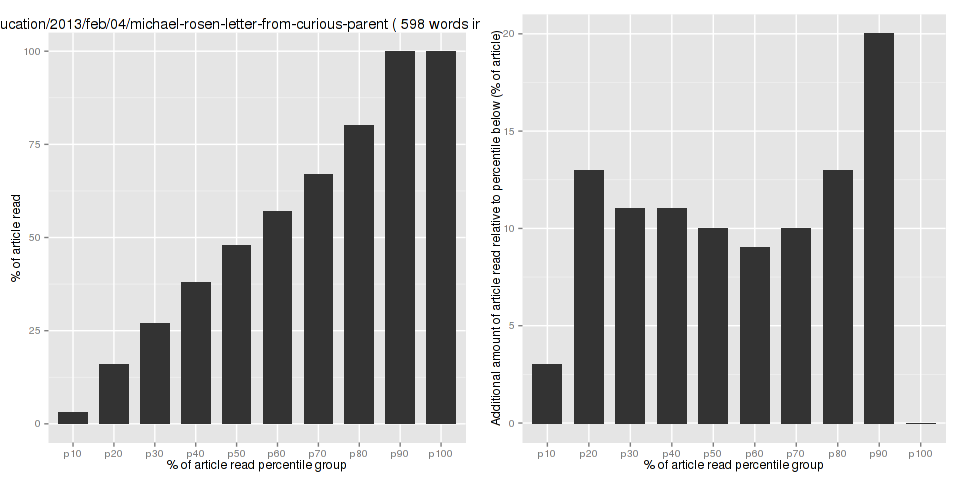 ucation/2013/feb/04/michael-rosen-letter-from-curious-parent ( 598 words ir
100
75
50
25
0
% of article read
p10 p20 p30 p40 p50 p60 p70 p80 p90 p100
% of article read percentile group
20
15
10
5
0
Additional amount of article read relative to percentile below (% of article)
p10 p20 p30 p40 p50 p60 p70 p80 p90 p100
% of article read percentile group